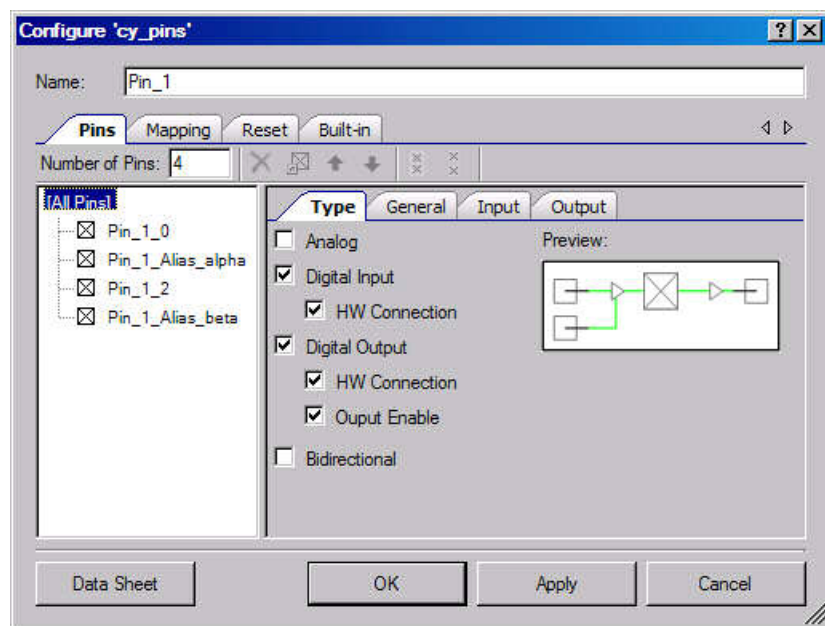 Configure 'cy_pins'
Name: Pin_1
Pins Mapping Reset Built-in
Number of Pins: 4
[All Pins]
Pin_1_0
Pin_1_Alias_alpha
Pin_1_2
Pin_1_Alias_beta
Type General Input Output
Analog
Preview:
Digital Input
HW Connection
Digital Output
HW Connection
Ouput Enable
Bidirectional
Data Sheet OK Apply Cancel